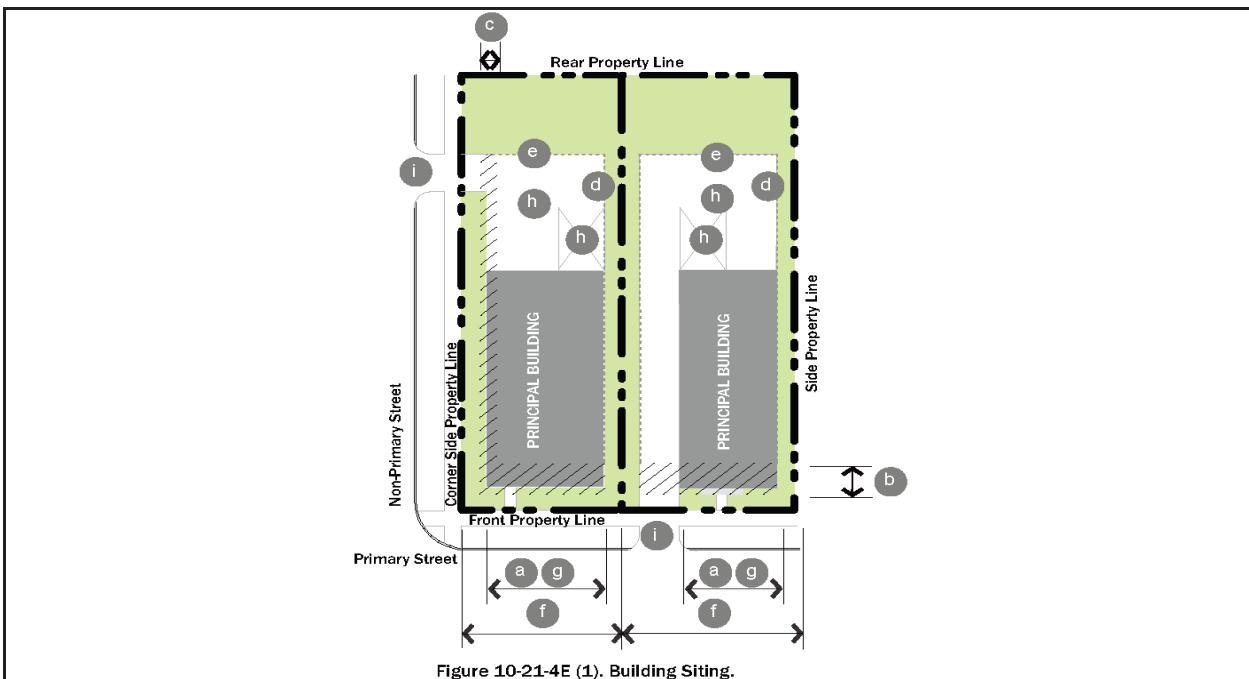 c
Rear Property Line
e
e
i
d
d
h
h
h
h
PRINCIPAL BUILDING
PRINCIPAL BUILDING
Side Property Line
Non-Primary Street
Corner Side Property Line
b
Front Property Line
i
Primary Street
a g
a g
f
f
Figure 10-21-4E (1). Building Siting.